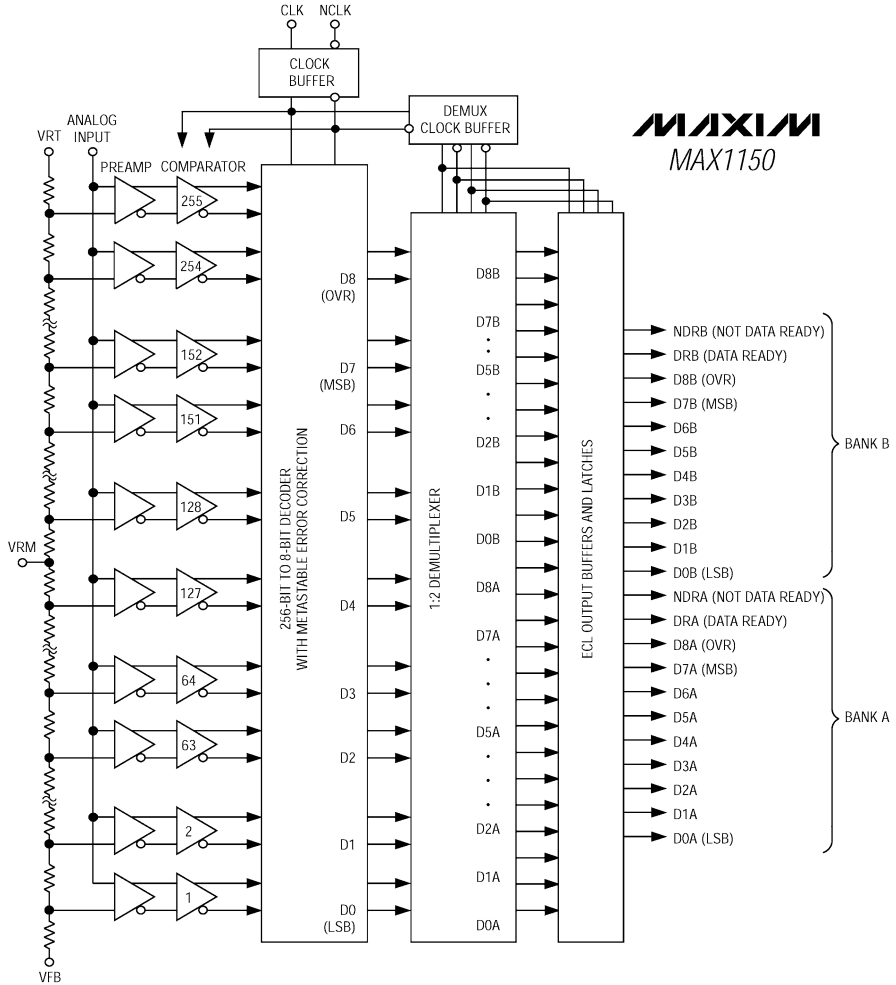 CLK NCLK
CLOCK
BUFFER
DEMUX
CLOCK BUFFER
MAXIM
MAX1150
VRT
ANALOG
INPUT
PREAMP COMPARATOR
255
254
152
151
128
VRM
127
64
63
2
1
VFB
256-BIT TO 8-BIT DECODER
WITH METASTABLE ERROR CORRECTION
D8
(OVR)
D7
(MSB)
D6
D5
D4
D3
D2
D1
D0
(LSB)
1:2 DEMULTIPLEXER
D8B
D7B
D5B
D2B
D1B
D0B
D8A
D7A
D5A
D2A
D1A
D0A
ECL OUTPUT BUFFERS AND LATCHES
NDRB (NOT DATA READY)
DRB (DATA READY)
D8B (OVR)
D7B (MSB)
D6B
D5B
D4B
D3B
D2B
D1B
D0B (LSB)
BANK B
NDRA (NOT DATA READY)
DRA (DATA READY)
D8A (OVR)
D7A (MSB)
D6A
D5A
D4A
D3A
D2A
D1A
D0A (LSB)
BANK A